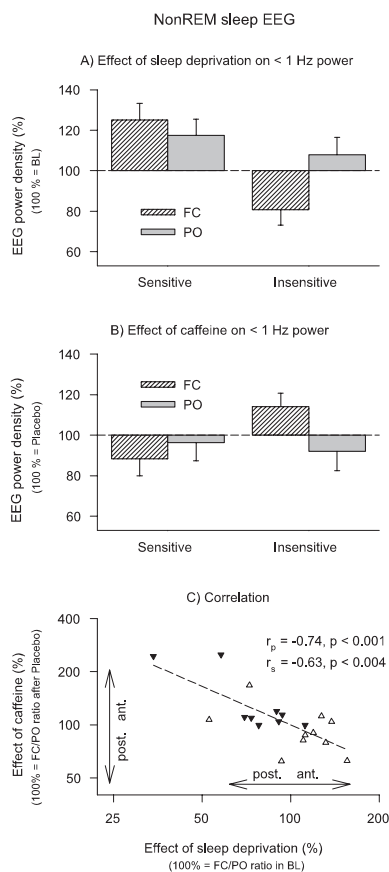 NonREM sleep EEG
A) Effect of sleep deprivation on < 1 Hz power
EEG power density (%)
(100 % = BL)
140
120
100
80
60
FC
PO
Sensitive
Insensitive
B) Effect of caffeine on < 1 Hz power
EEG power density (%)
(100 % = Placebo)
140
120
100
80
60
FC
PO
Sensitive
Insensitive
C) Correlation
Effect of caffeine (%)
(100% = FC/PO ratio after Placebo)
400
200
100
50
post. ant.
rp = -0.74, p < 0.001
rs = -0.63, p < 0.004
post. ant.
25 50 100 200
Effect of sleep deprivation (%)
(100% = FC/PO ratio in BL)